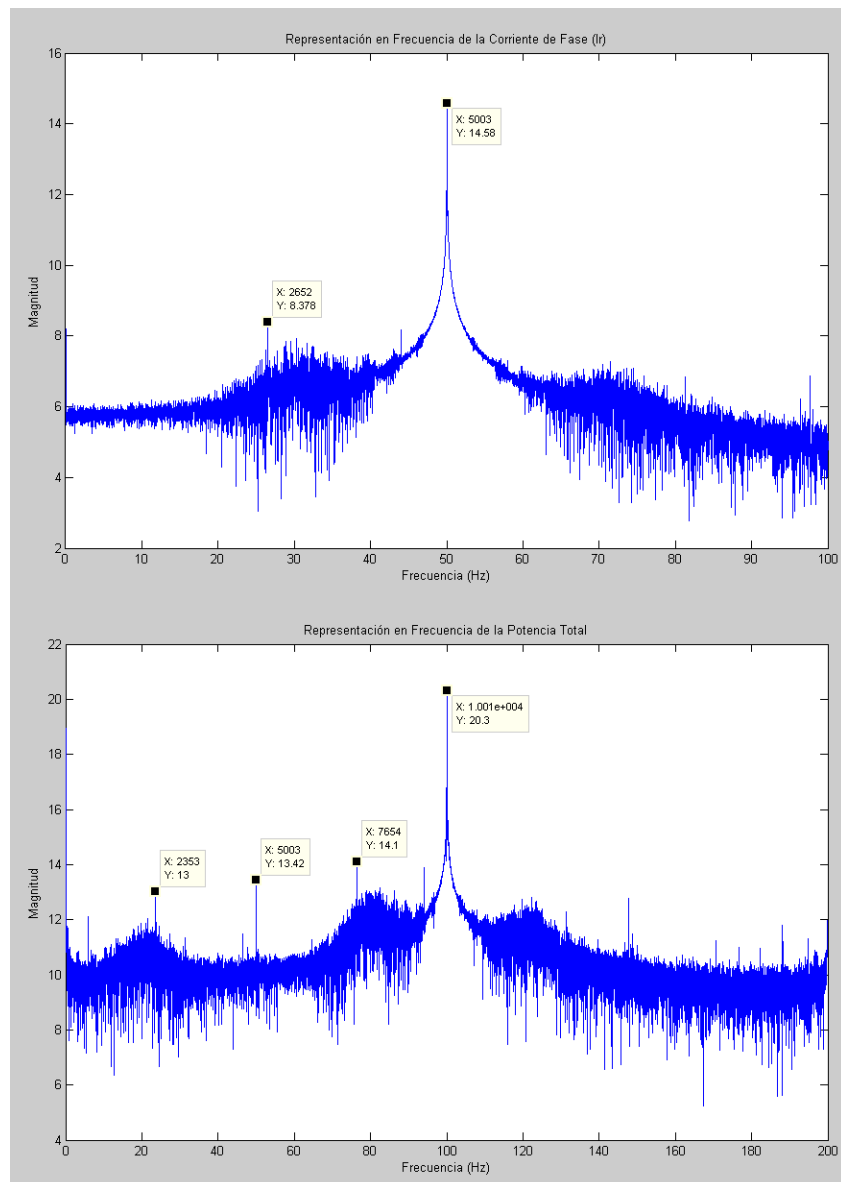 Representación en Frecuencia de la Corriente de Fase (Ir)
16
14
12
10
8
6
4
2
Magnitud
X: 5003
Y: 14.58
X: 2652
Y: 8.378
0 10 20 30 40 50 60 70 80 90 100
Frecuencia (Hz)
Representación en Frecuencia de la Potencia Total
22
20
18
16
14
12
10
8
6
4
Magnitud
X: 1.001e+004
Y: 20.3
X: 7654
Y: 14.1
X: 5003
Y: 13.42
X: 2353
Y: 13
0 20 40 60 80 100 120 140 160 180 200
Frecuencia (Hz)